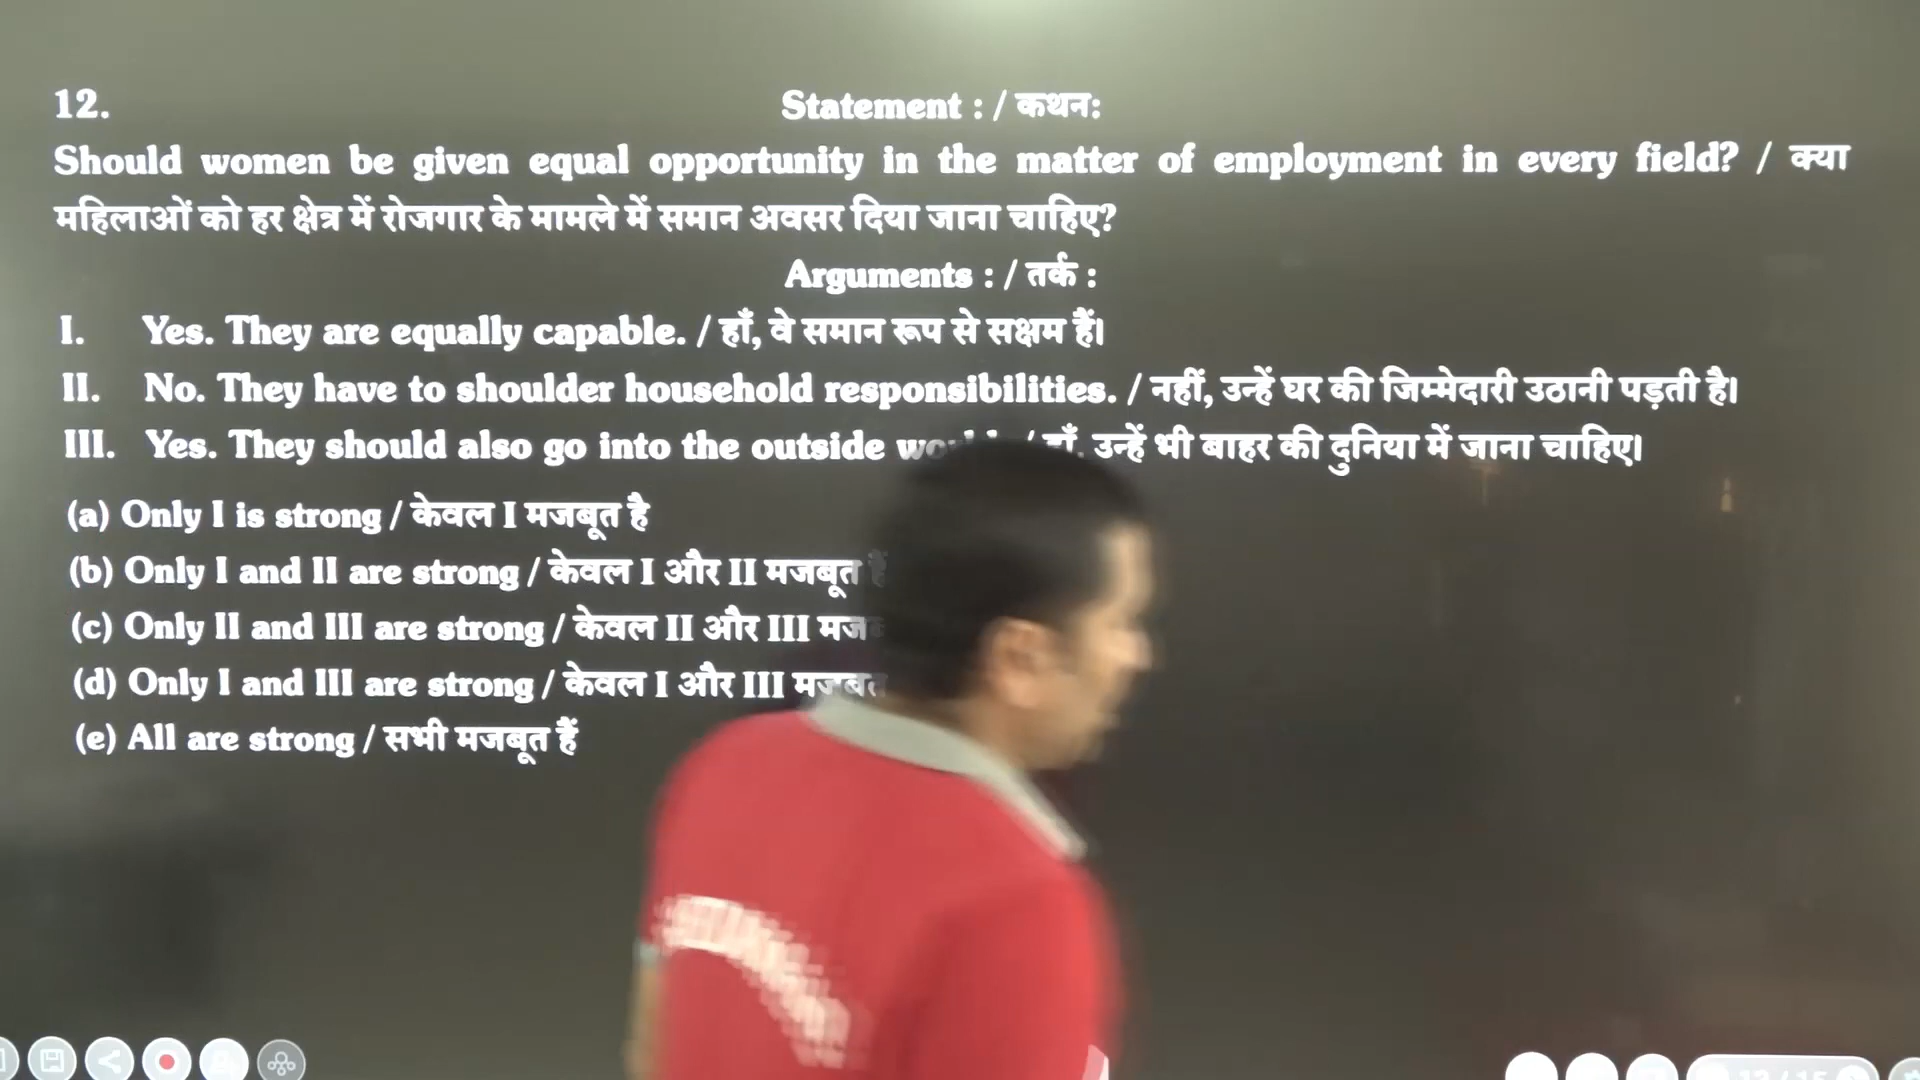 12.
Statement : / कथन:
Should women be given equal opportunity in the matter of employment in every field? / क्या
महिलाओं को हर क्षेत्र में रोजगार के मामले में समान अवसर दिया जाना चाहिए?
Arguments : / तर्क :
I. Yes. They are equally capable. / हाँ, वे समान रूप से सक्षम हैं।
II. No. They have to shoulder household responsibilities. / नहीं, उन्हें घर की जिम्मेदारी उठानी पड़ती है।
III. Yes. They should also go into the outside / हाँ, उन्हें भी बाहर की दुनिया में जाना चाहिए।
(a) Only I is strong / केवल I मजबूत है
(b) Only I and II are strong / केवल I और II मजबूत
(c) Only II and III are strong / केवल II और III
(d) Only I and III are strong / केवल I और III मजबूत
(e) All are strong / सभी मजबूत हैं